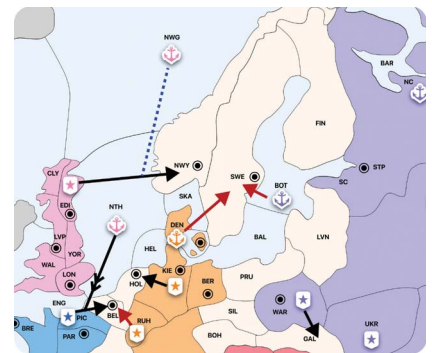 NWG
BAR
NC
FIN
CLY
NWY
SWE
STP
SC
EDI
NTH
SKA
BOT
LVP
DEN
YOR
WAL
HEL
BAL
LVN
LON
KIE
HOL
BER
PRU
ENG
PIC
BEL
RUH
SIL
WAR
BRE
PAR
BOH
GAL
UKR